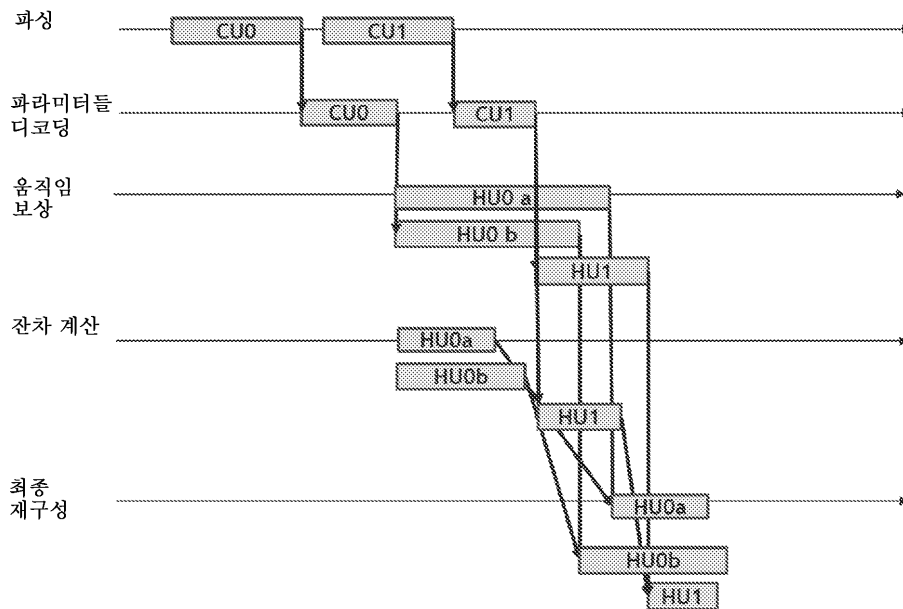 파싱
CU0
CU1
파라미터들
디코딩
CU0
CU1
움직임
보상
HU0 a
HU0 b
HU1
잔차 계산
HU0a
HU0b
HU1
최종
재구성
HU0a
HU0b
HU1